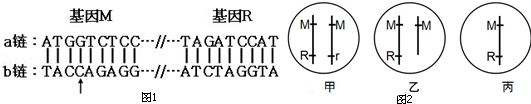 基因M 基因R
a链：ATGGTCTCC…//…TAGATCCAT
b链：TACCAGAGG…//…ATCTAGGTA
图1
M M
R r
甲
M M
R
乙
M
R
丙
图2